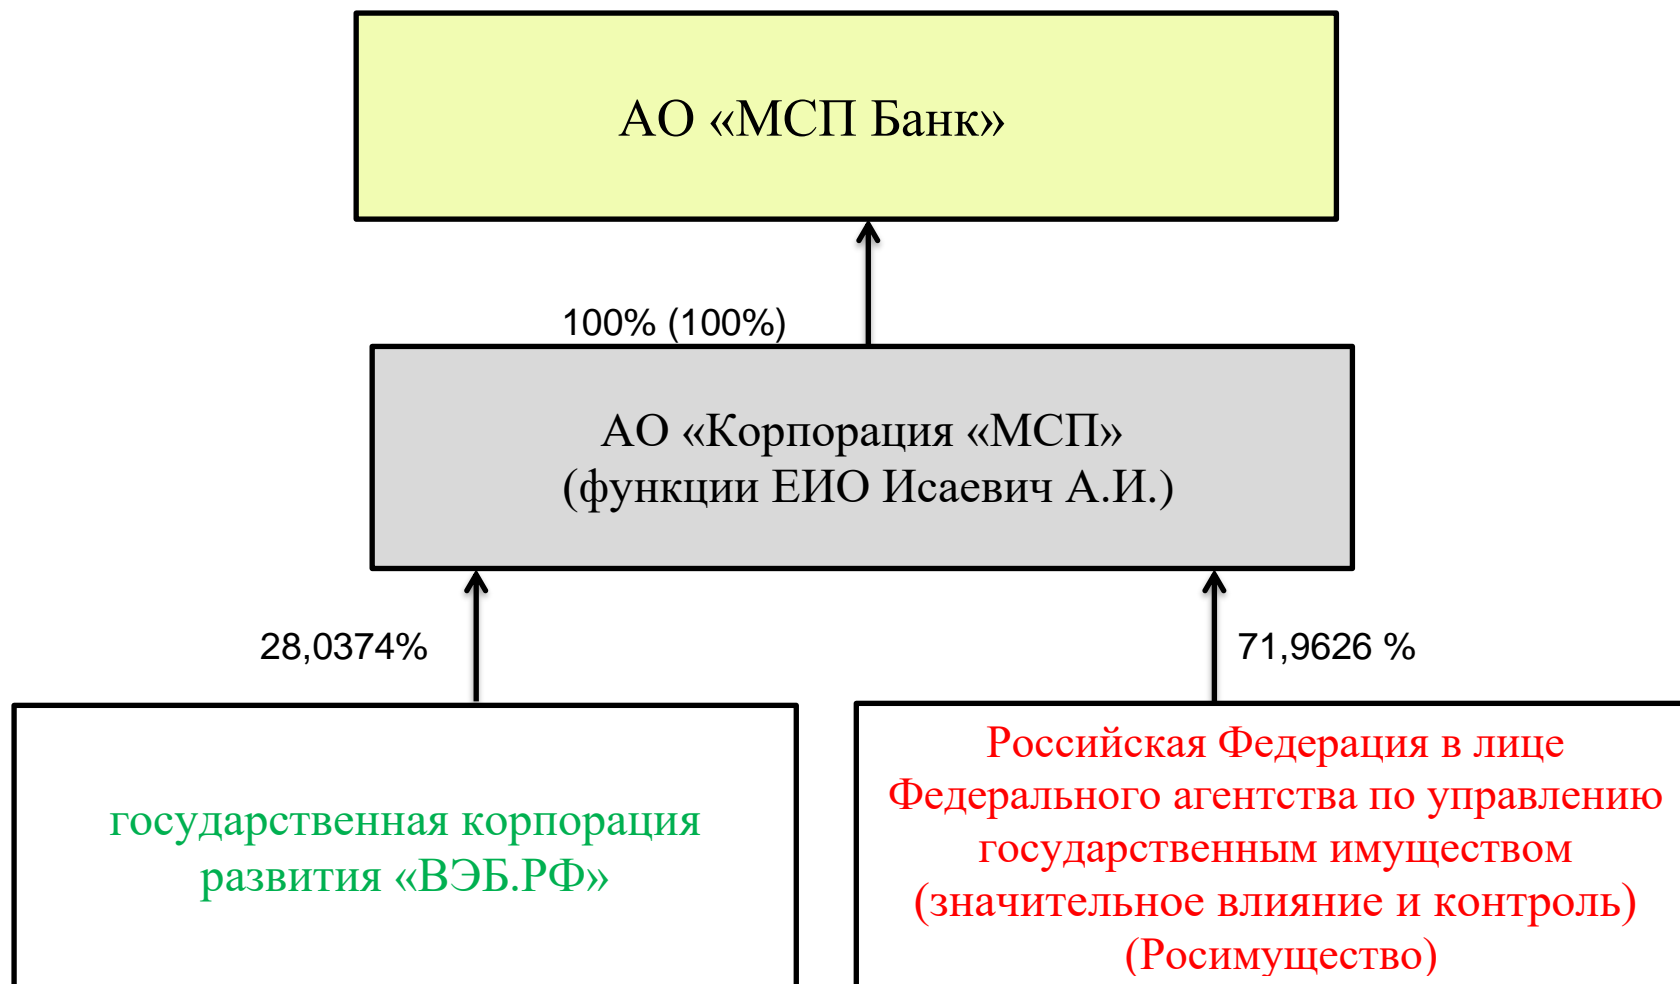 АО «МСП Банк»
100% (100%)
АО «Корпорация «МСП»
(функции ЕИО Исаевич А.И.)
28,0374%
71,9626 %
государственная корпорация
развития «ВЭБ.РФ»
Российская Федерация в лице
Федерального агентства по управлению
государственным имуществом
(значительное влияние и контроль)
(Росимущество)